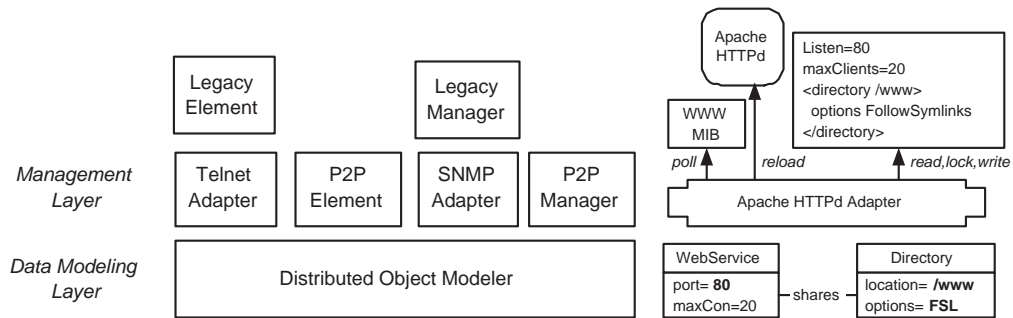 Legacy
Element
Legacy
Manager
Management
Layer
Telnet
Adapter
P2P
Element
SNMP
Adapter
P2P
Manager
Data Modeling
Layer
Distributed Object Modeler
Apache
HTTPd
Listen=80
maxClients=20
<directory /www>
options FollowSymlinks
</directory>
WWW
MIB
poll
reload
read,lock,write
Apache HTTPd Adapter
WebService
port= 80
maxCon=20
shares
Directory
location= /www
options= FSL